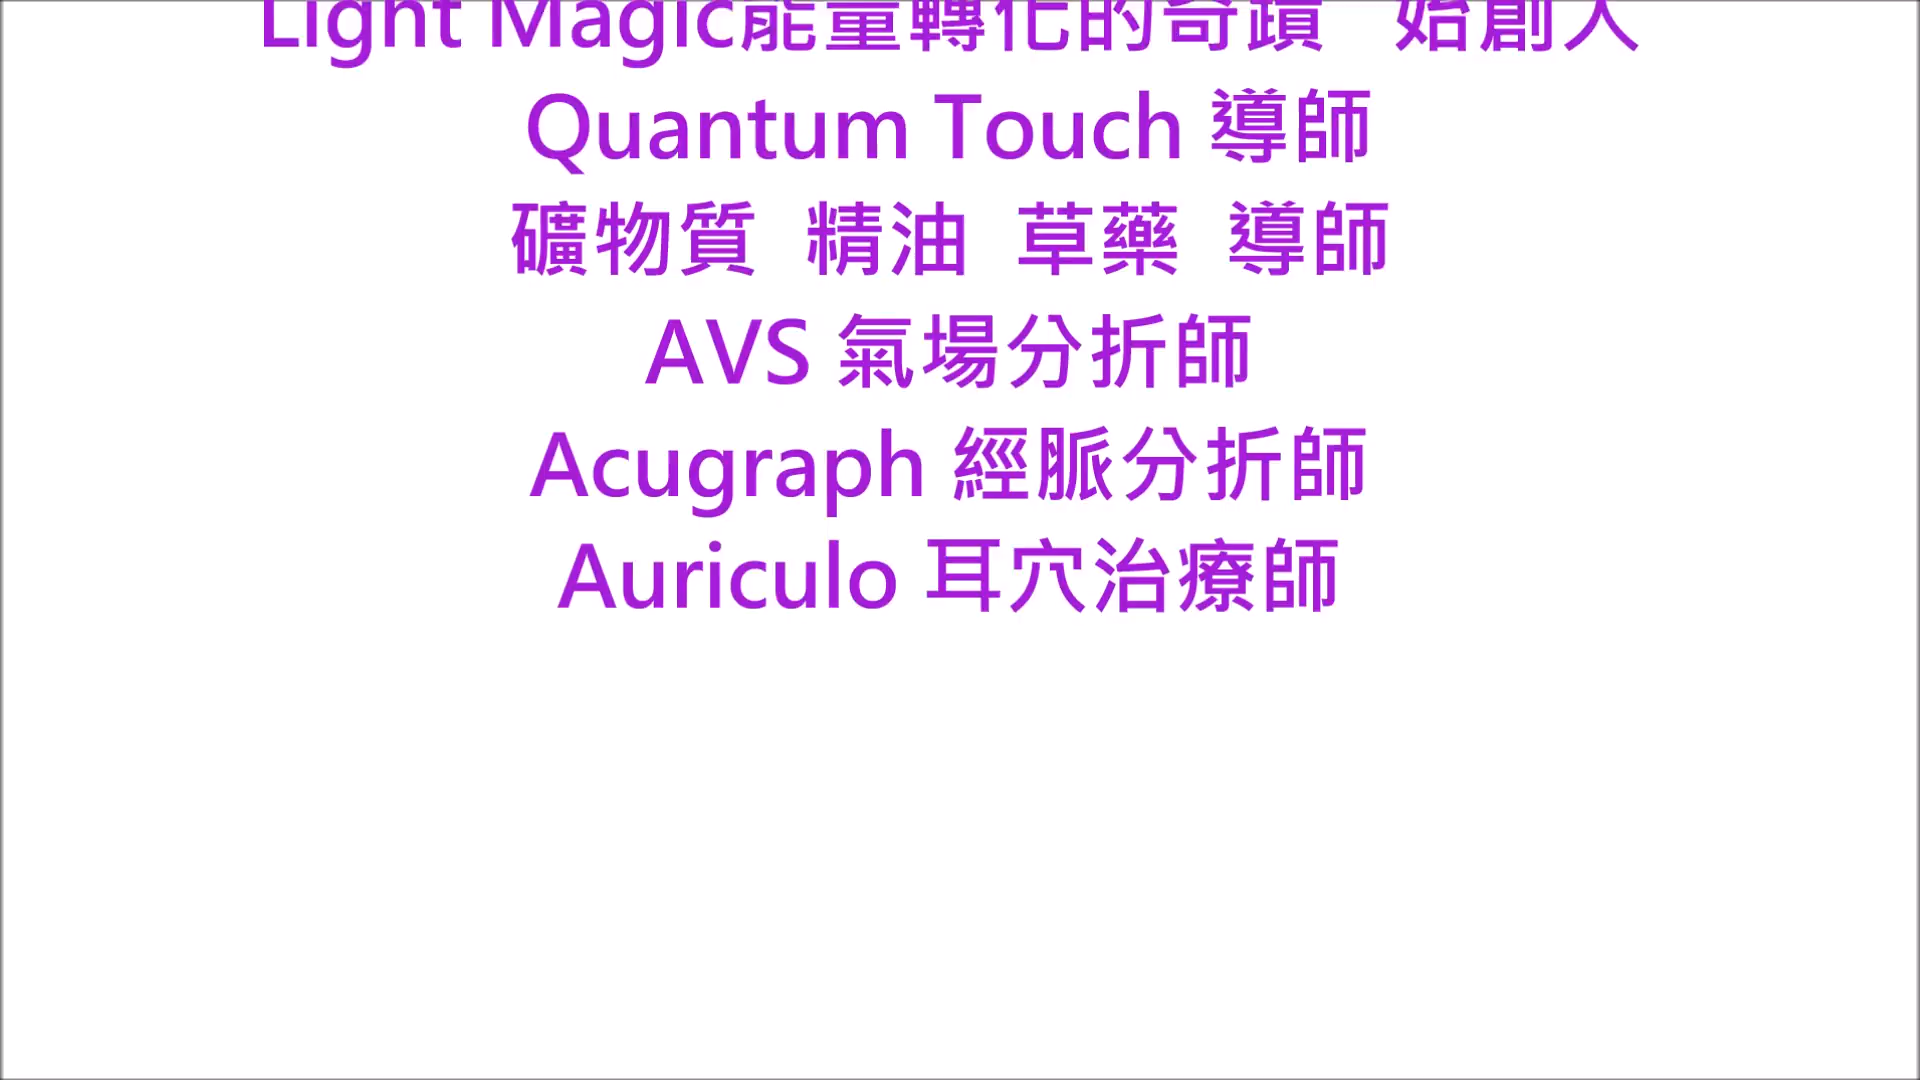 Light Magic能量轉化的奇蹟 始創人
Quantum Touch 導師
礦物質 精油 草藥 導師
AVS 氣場分折師
Acugraph 經脈分折師
Auriculo 耳穴治療師